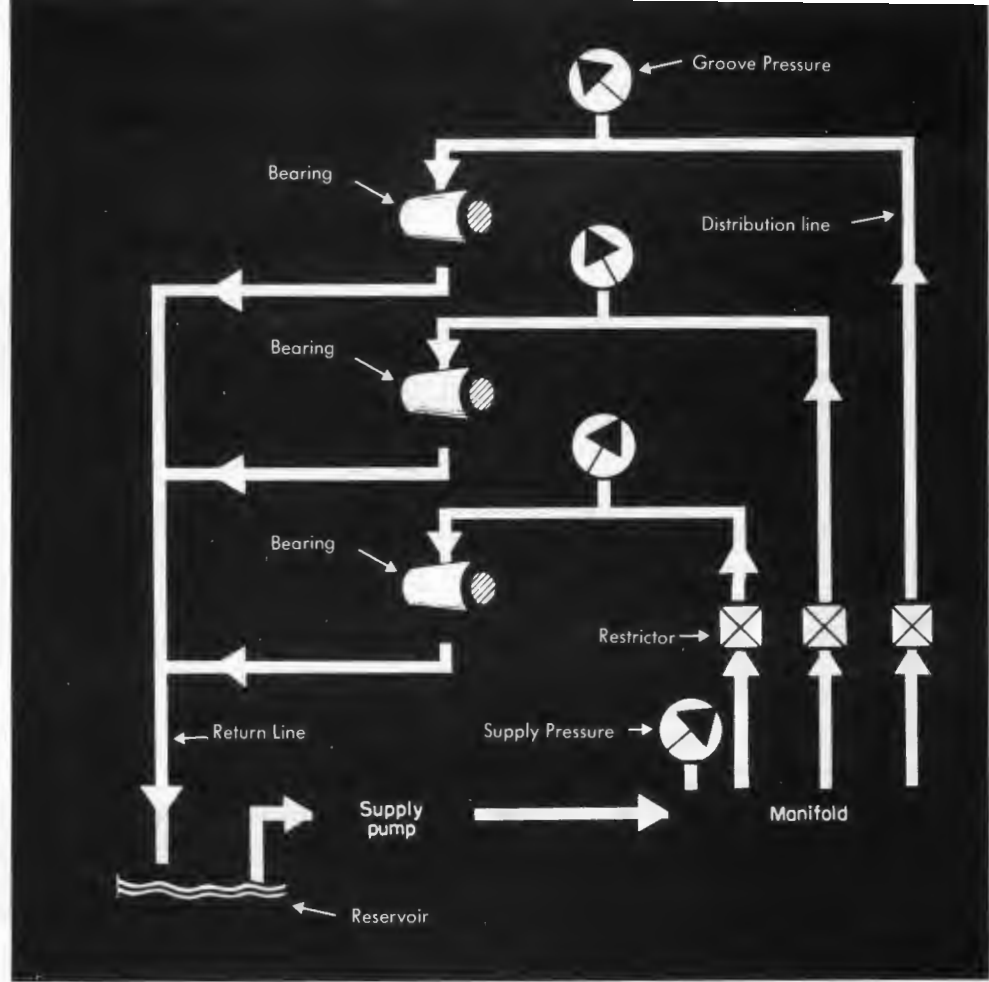 Groove Pressure
Bearing
Distribution line
Bearing
Bearing
Restrictor
Return Line
Supply Pressure
Supply
pump
Manifold
Reservoir